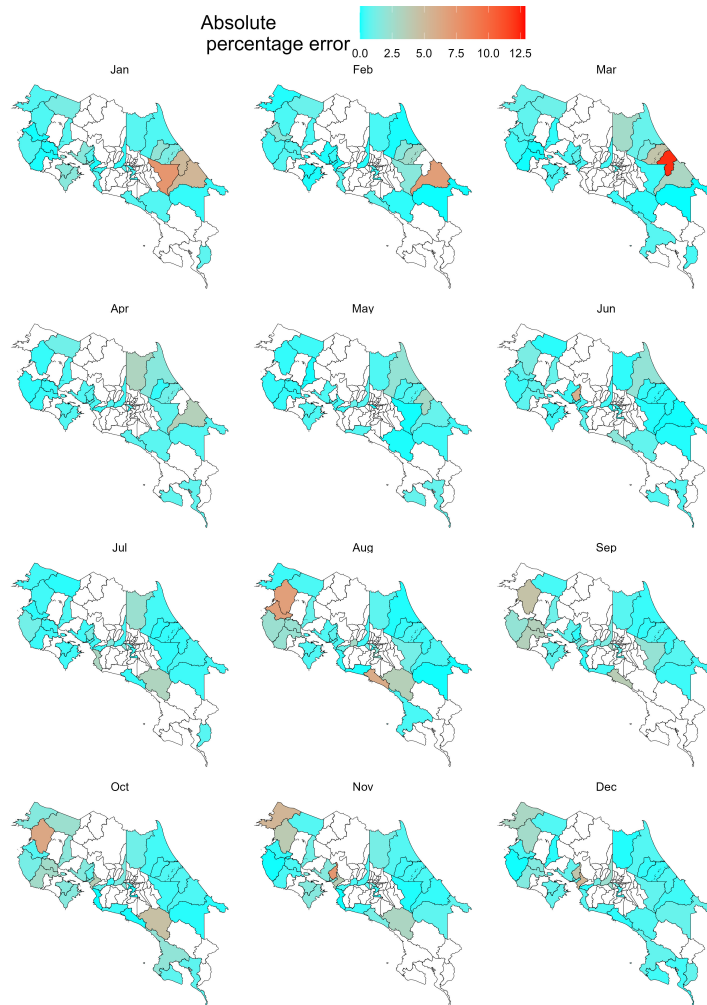 Absolute
percentage error
0.0 2.5 5.0 7.5 10.0 12.5
Jan Feb Mar
Apr May Jun
Jul Aug Sep
Oct Nov Dec